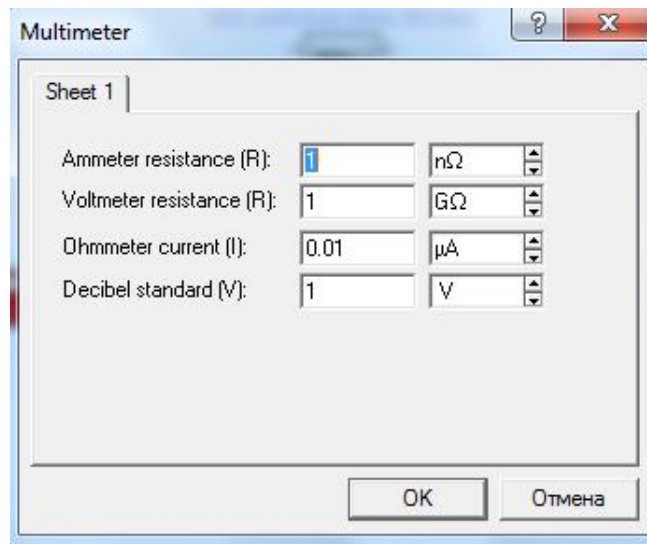 Multimeter
Sheet 1
Ammeter resistance (R): 1 nΩ
Voltmeter resistance (R): 1 GΩ
Ohmmeter current (I): 0.01 µA
Decibel standard (V): 1 V
OK Отмена